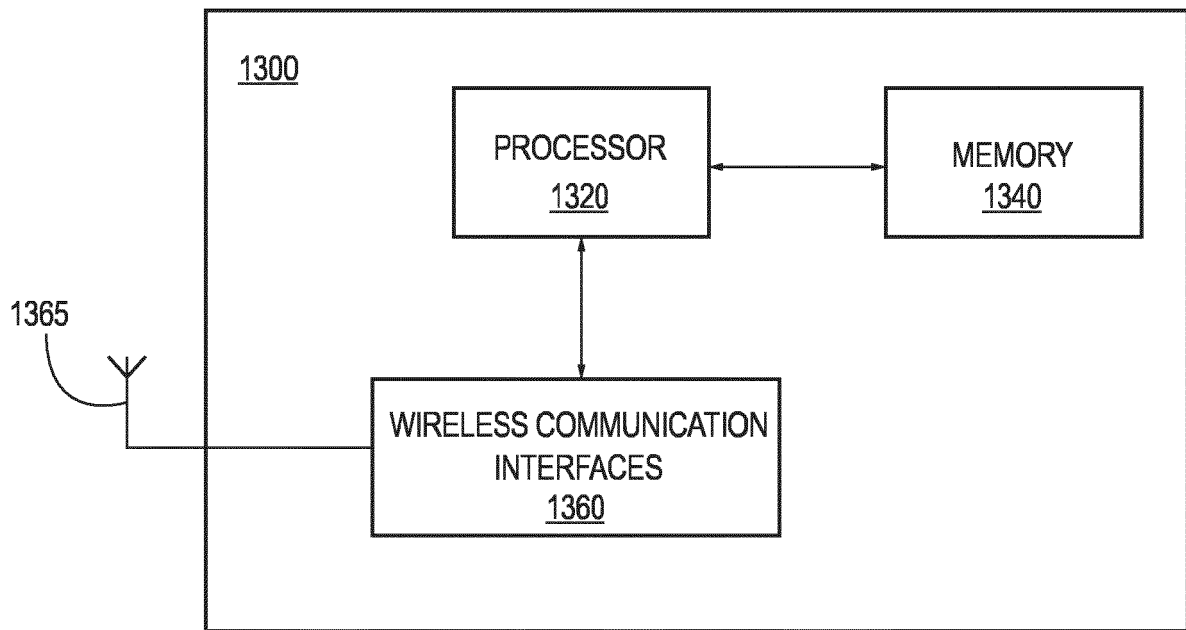 1300
PROCESSOR
1320
MEMORY
1340
1365
WIRELESS COMMUNICATION
INTERFACES
1360